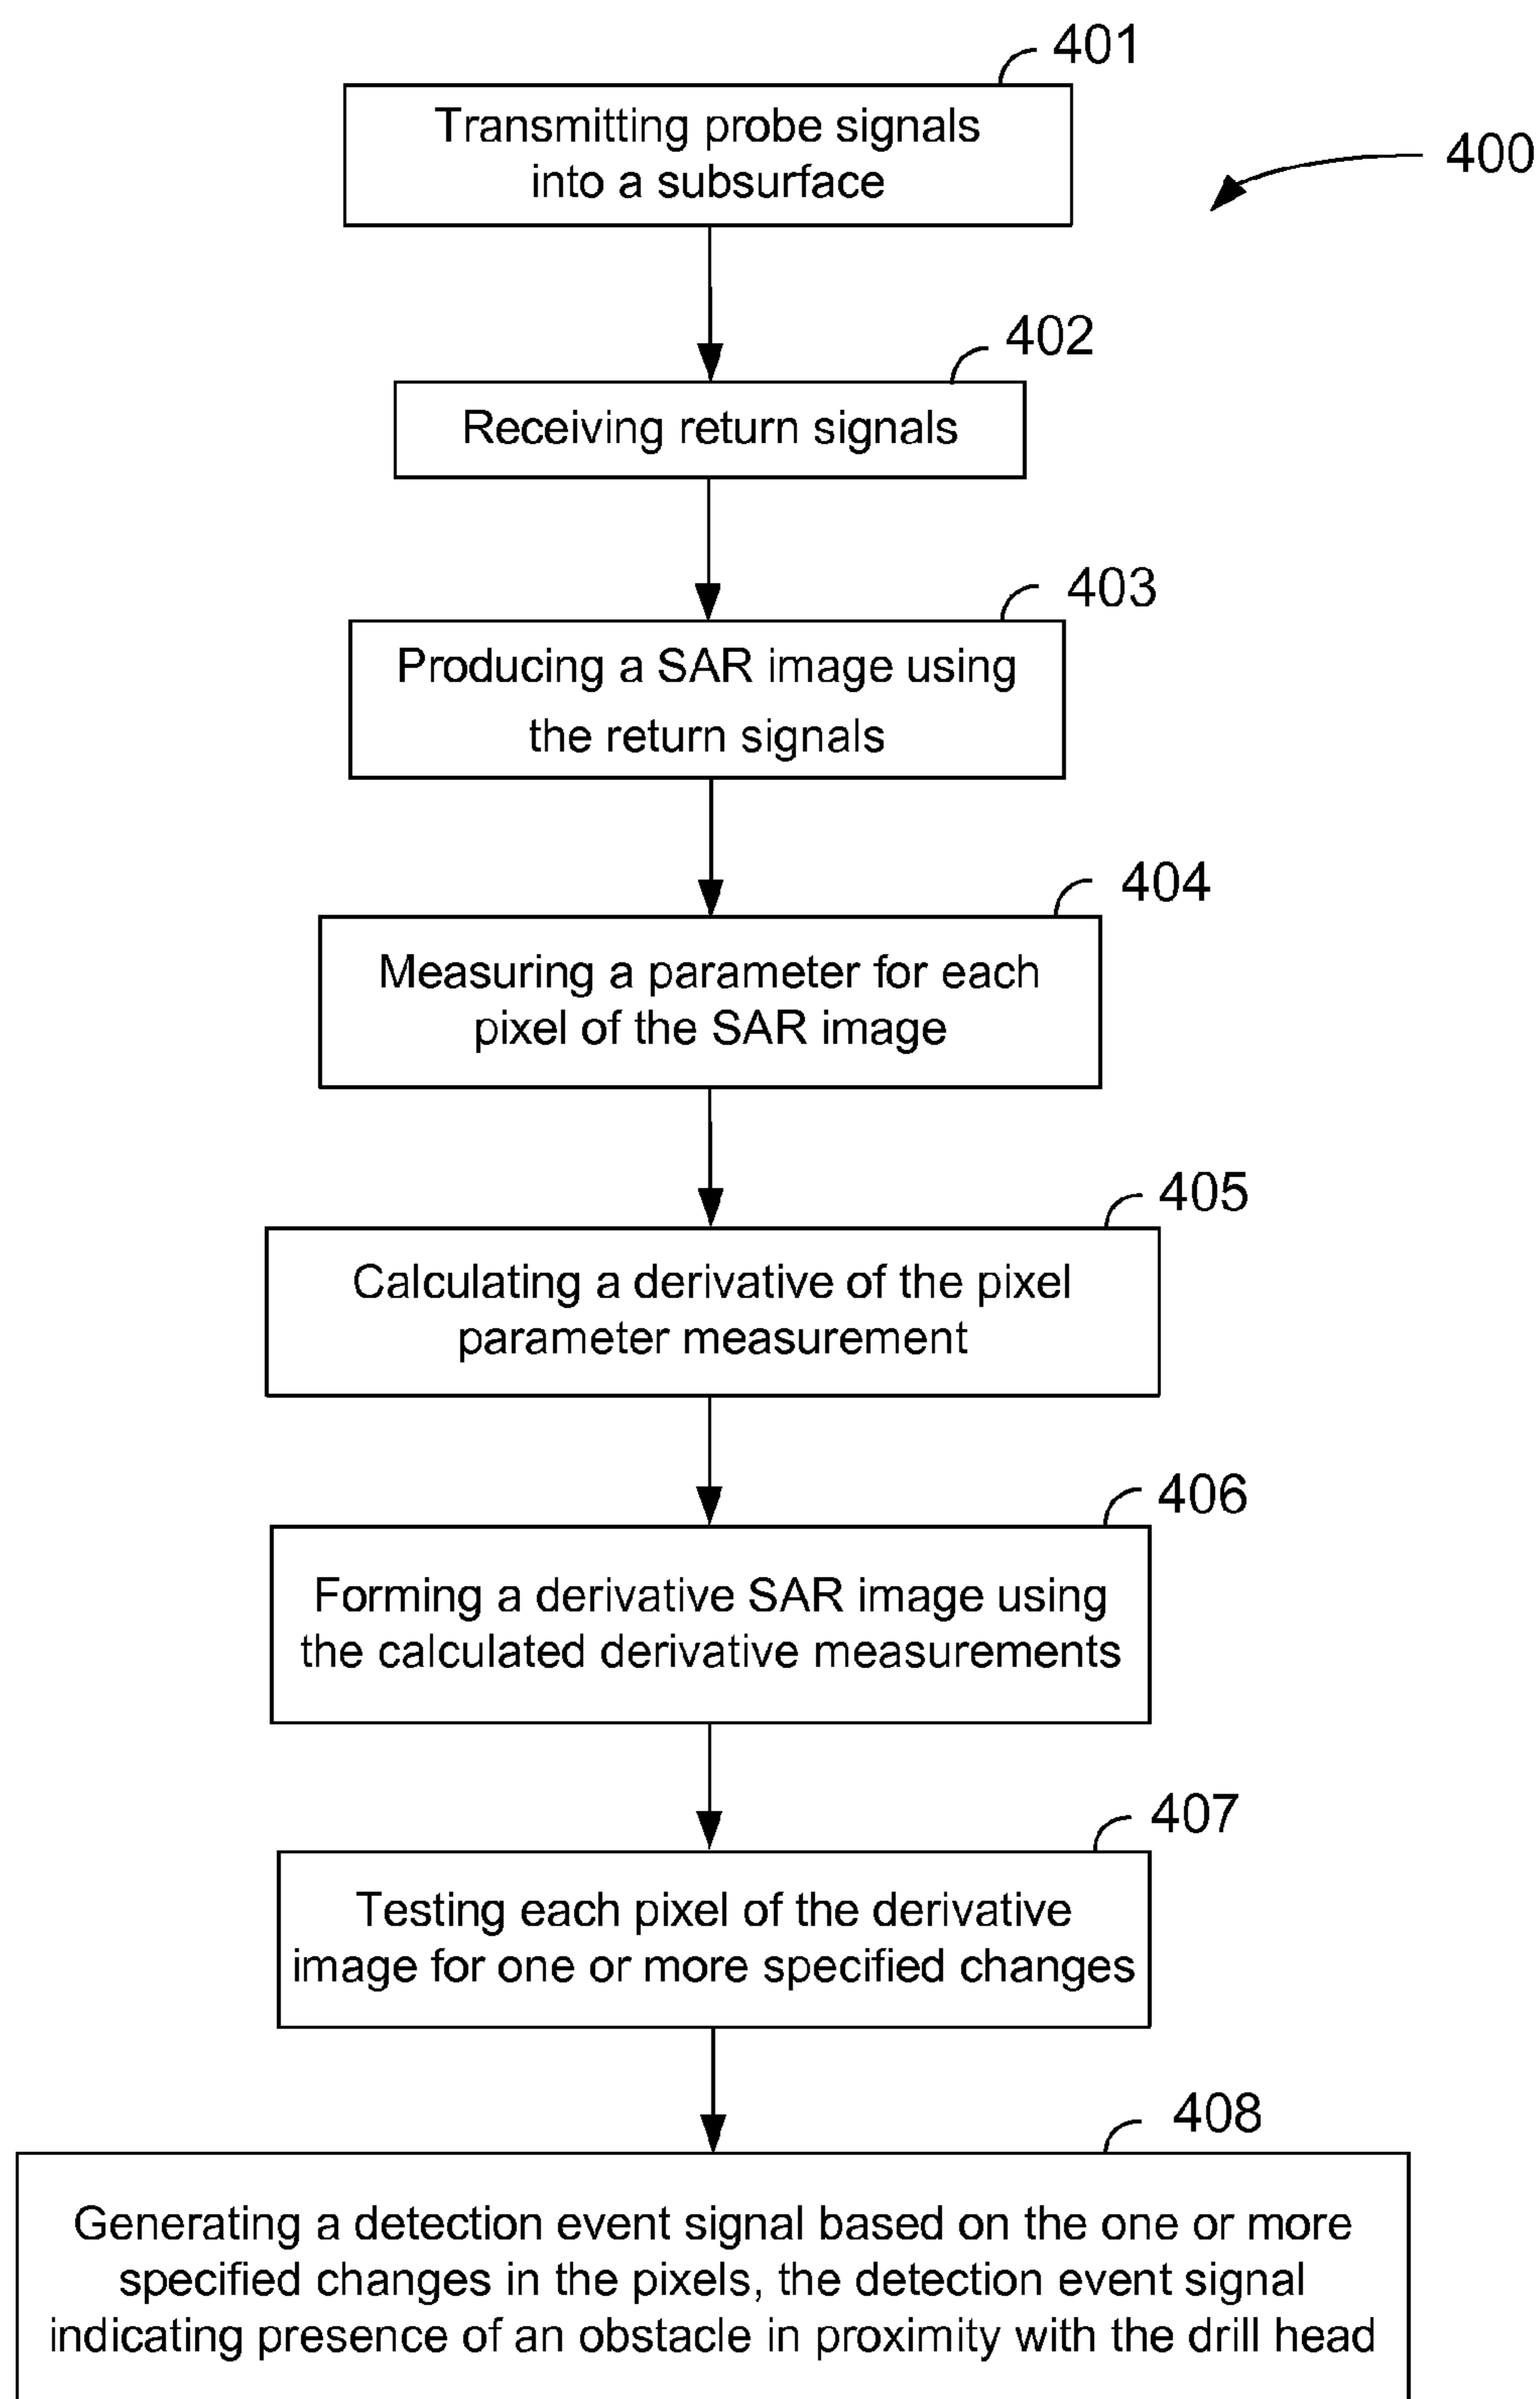 401
Transmitting probe signals
into a subsurface
400
402
Receiving return signals
403
Producing a SAR image using
the return signals
404
Measuring a parameter for each
pixel of the SAR image
405
Calculating a derivative of the pixel
parameter measurement
406
Forming a derivative SAR image using
the calculated derivative measurements
407
Testing each pixel of the derivative
image for one or more specified changes
408
Generating a detection event signal based on the one or more
specified changes in the pixels, the detection event signal
indicating presence of an obstacle in proximity with the drill head